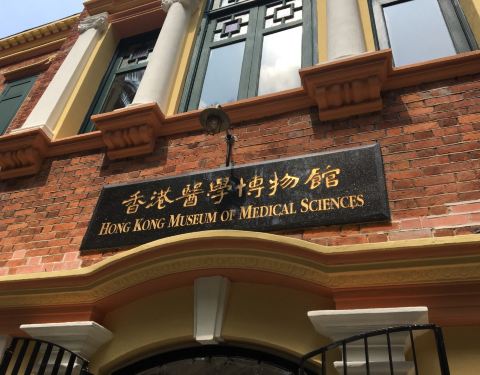 香港醫學博物館
HONG KONG MUSEUM OF MEDICAL SCIENCES